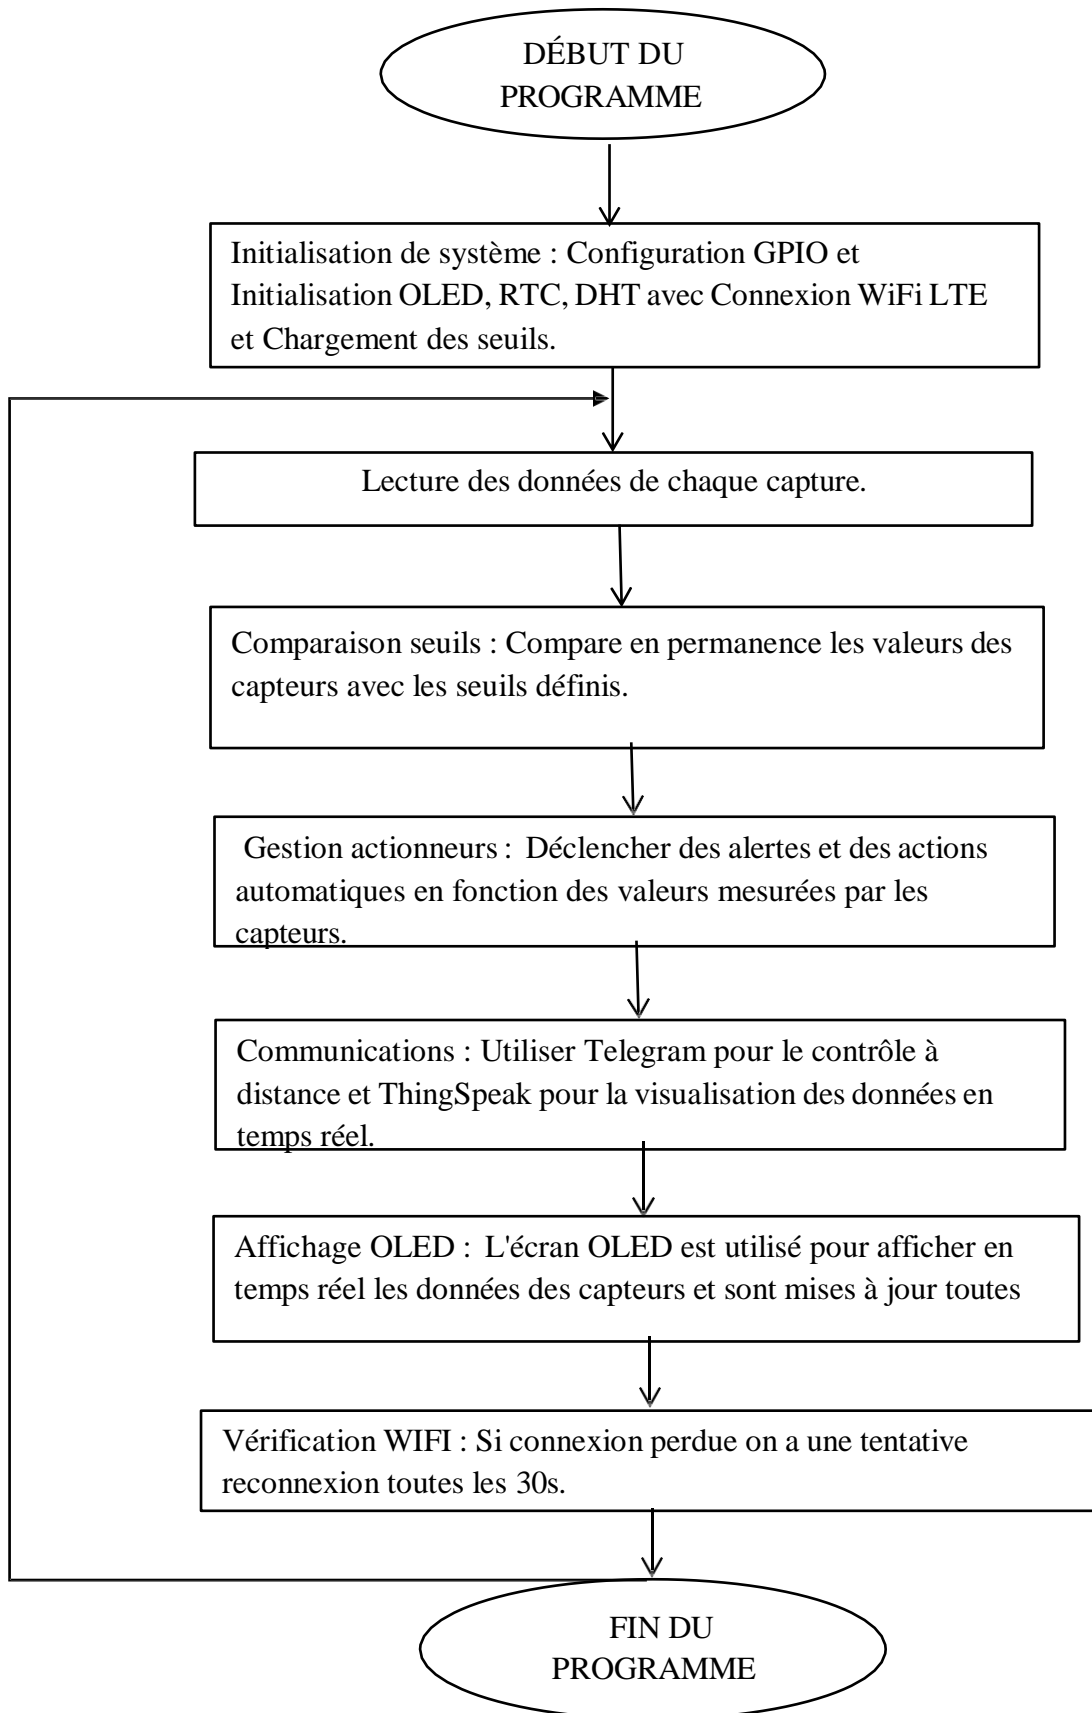 DÉBUT DU
PROGRAMME
Initialisation de système : Configuration GPIO et
Initialisation OLED, RTC, DHT avec Connexion WiFi LTE
et Chargement des seuils.
Lecture des données de chaque capture.
Comparaison seuils : Compare en permanence les valeurs des
capteurs avec les seuils définis.
Gestion actionneurs : Déclencher des alertes et des actions
automatiques en fonction des valeurs mesurées par les
capteurs.
Communications : Utiliser Telegram pour le contrôle à
distance et ThingSpeak pour la visualisation des données en
temps réel.
Affichage OLED : L'écran OLED est utilisé pour afficher en
temps réel les données des capteurs et sont mises à jour toutes
Vérification WIFI : Si connexion perdue on a une tentative
reconnexion toutes les 30s.
FIN DU
PROGRAMME